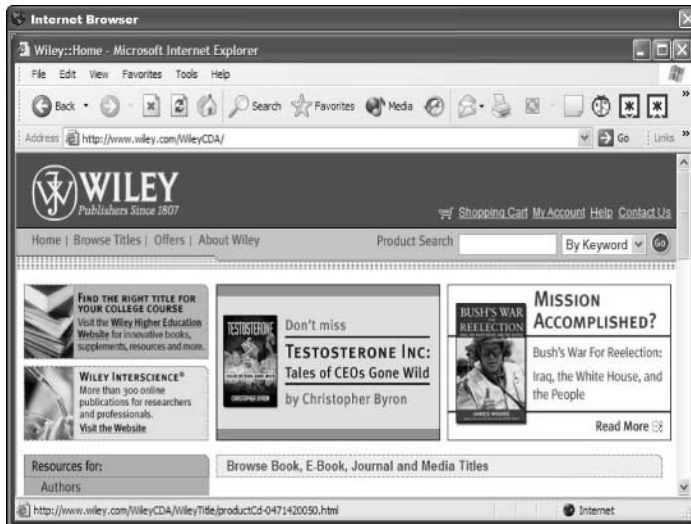 Internet Browser
Wiley::Home - Microsoft Internet Explorer
File Edit View Favorites Tools Help
Back Search Favorites Media
Address http://www.wiley.com/WileyCDA/ Go Links
WILEY
Publishers Since 1807
Shopping Cart My Account Help Contact Us
Home | Browse Titles | Offers | About Wiley Product Search By Keyword Go
FIND THE RIGHT TITLE FOR
YOUR COLLEGE COURSE
Visit the Wiley Higher Education
Website for innovative books,
supplements, resources and more.
WILEY INTERSCIENCE®
More than 300 online
publications for researchers
and professionals.
Visit the Website
TESTOSTERONE INC
CHRISTOPHER BYRON
Don't miss
TESTOSTERONE INC:
Tales of CEOs Gone Wild
by Christopher Byron
BUSH'S WAR
FOR
REELECTION
JAMES MOORE
MISSION
ACCOMPLISHED?
Bush's War For Reelection:
Iraq, the White House, and
the People
Read More
Resources for:
Authors
Browse Book, E-Book, Journal and Media Titles
http://www.wiley.com/WileyCDA/WileyTitle/productCd-0471420050.html Internet